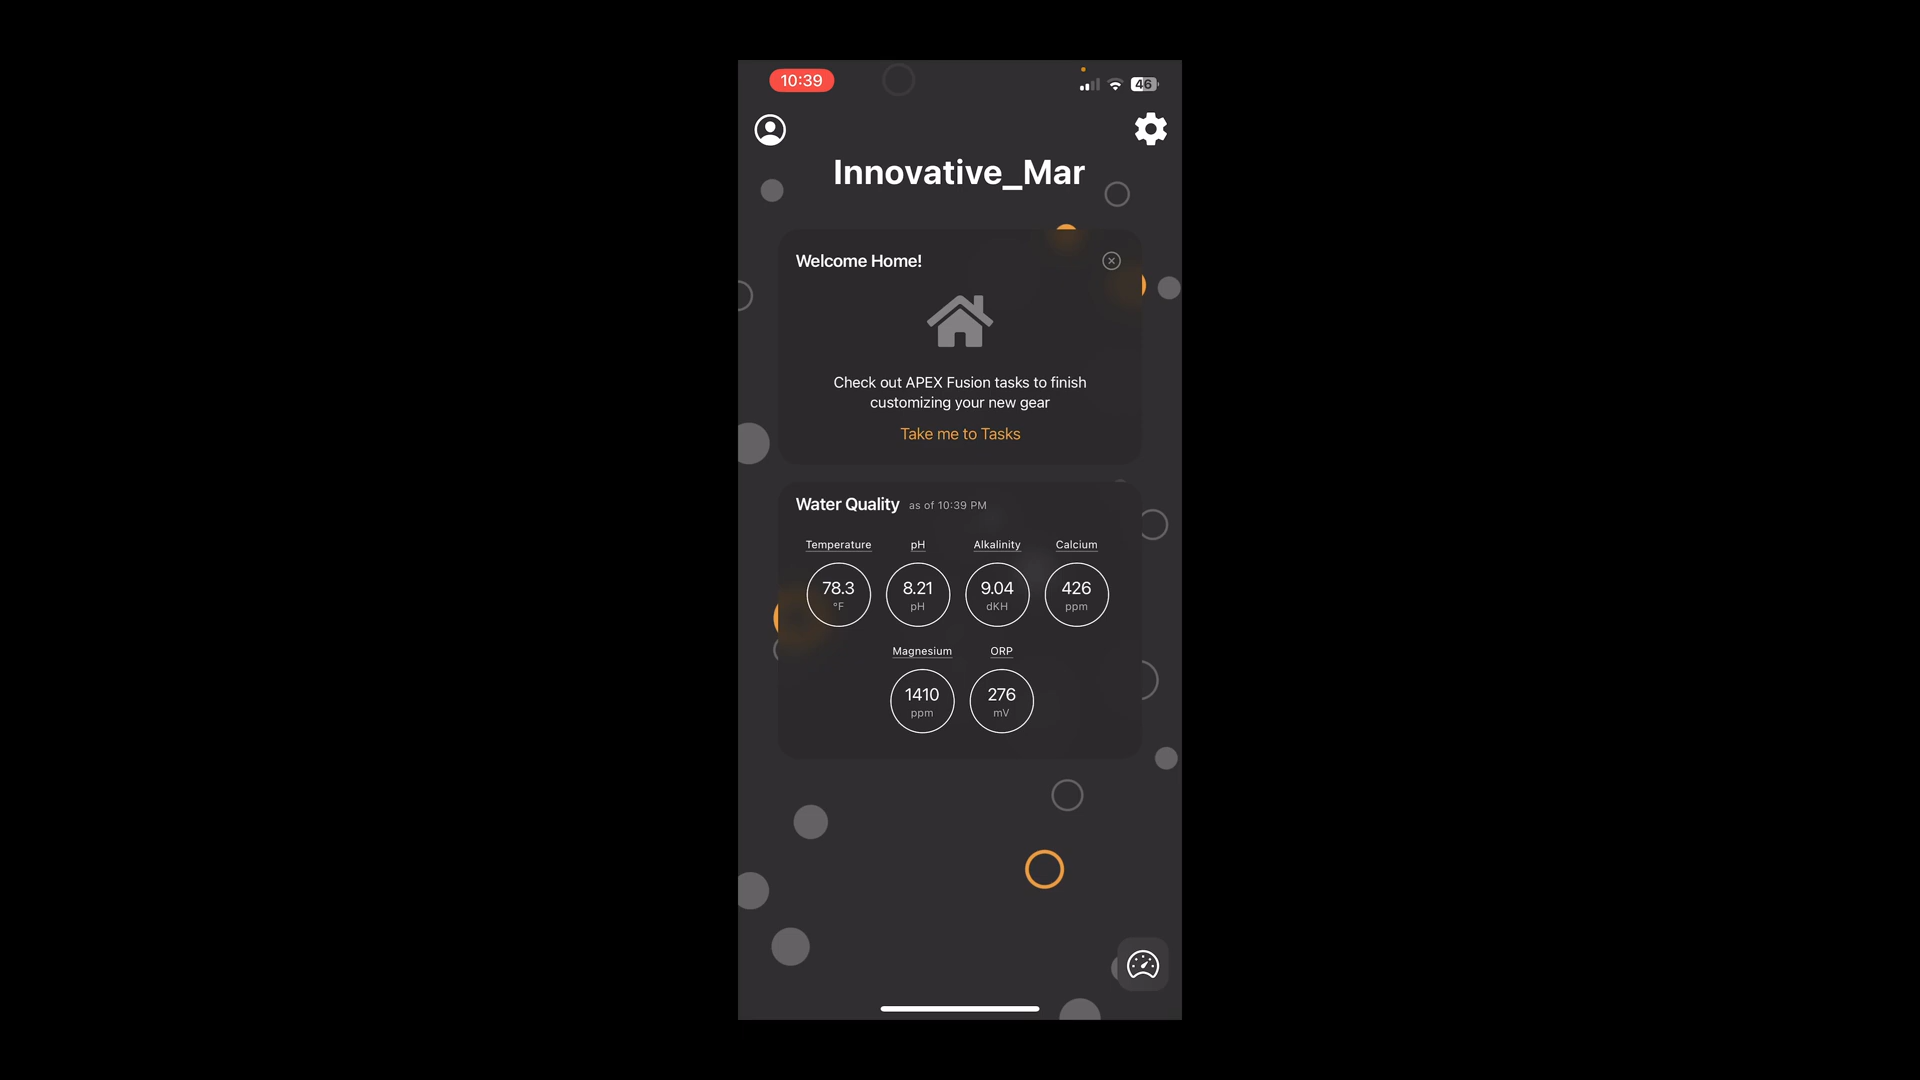 10:39
46
Innovative_Mar
Welcome Home!
Check out APEX Fusion tasks to finish
customizing your new gear
Take me to Tasks
Water Quality as of 10:39 PM
Temperature pH Alkalinity Calcium
78.3 8.21 9.04 426
°F pH dKH ppm
Magnesium ORP
1410 276
ppm mV